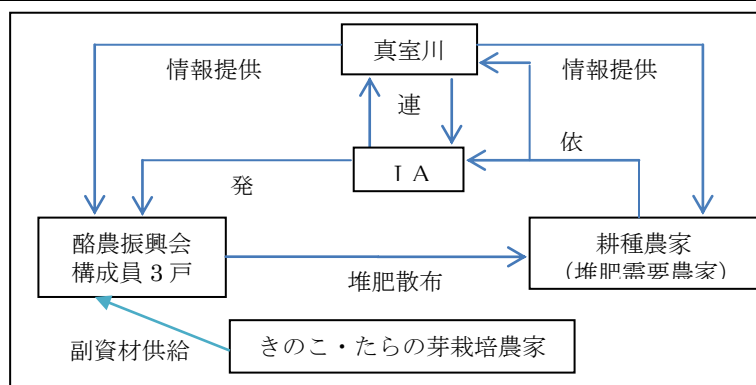 真室川
情報提供
情報提供
連
依
ＪＡ
発
酪農振興会
構成員３戸
耕種農家
（堆肥需要農家）
堆肥散布
副資材供給
きのこ・たらの芽栽培農家